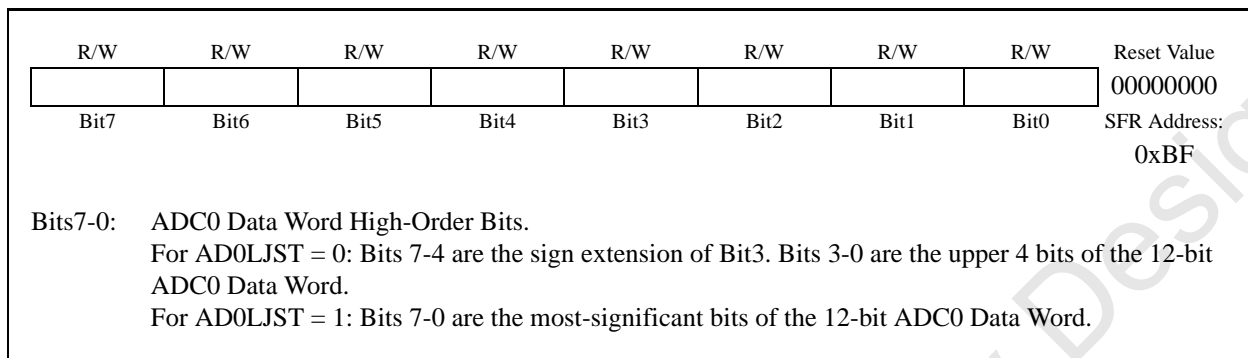 R/W R/W R/W R/W R/W R/W R/W R/W Reset Value
00000000
Bit7 Bit6 Bit5 Bit4 Bit3 Bit2 Bit1 Bit0 SFR Address:
0xBF
Bits7-0: ADC0 Data Word High-Order Bits.
For AD0LJST = 0: Bits 7-4 are the sign extension of Bit3. Bits 3-0 are the upper 4 bits of the 12-bit
ADC0 Data Word.
For AD0LJST = 1: Bits 7-0 are the most-significant bits of the 12-bit ADC0 Data Word.
Desig